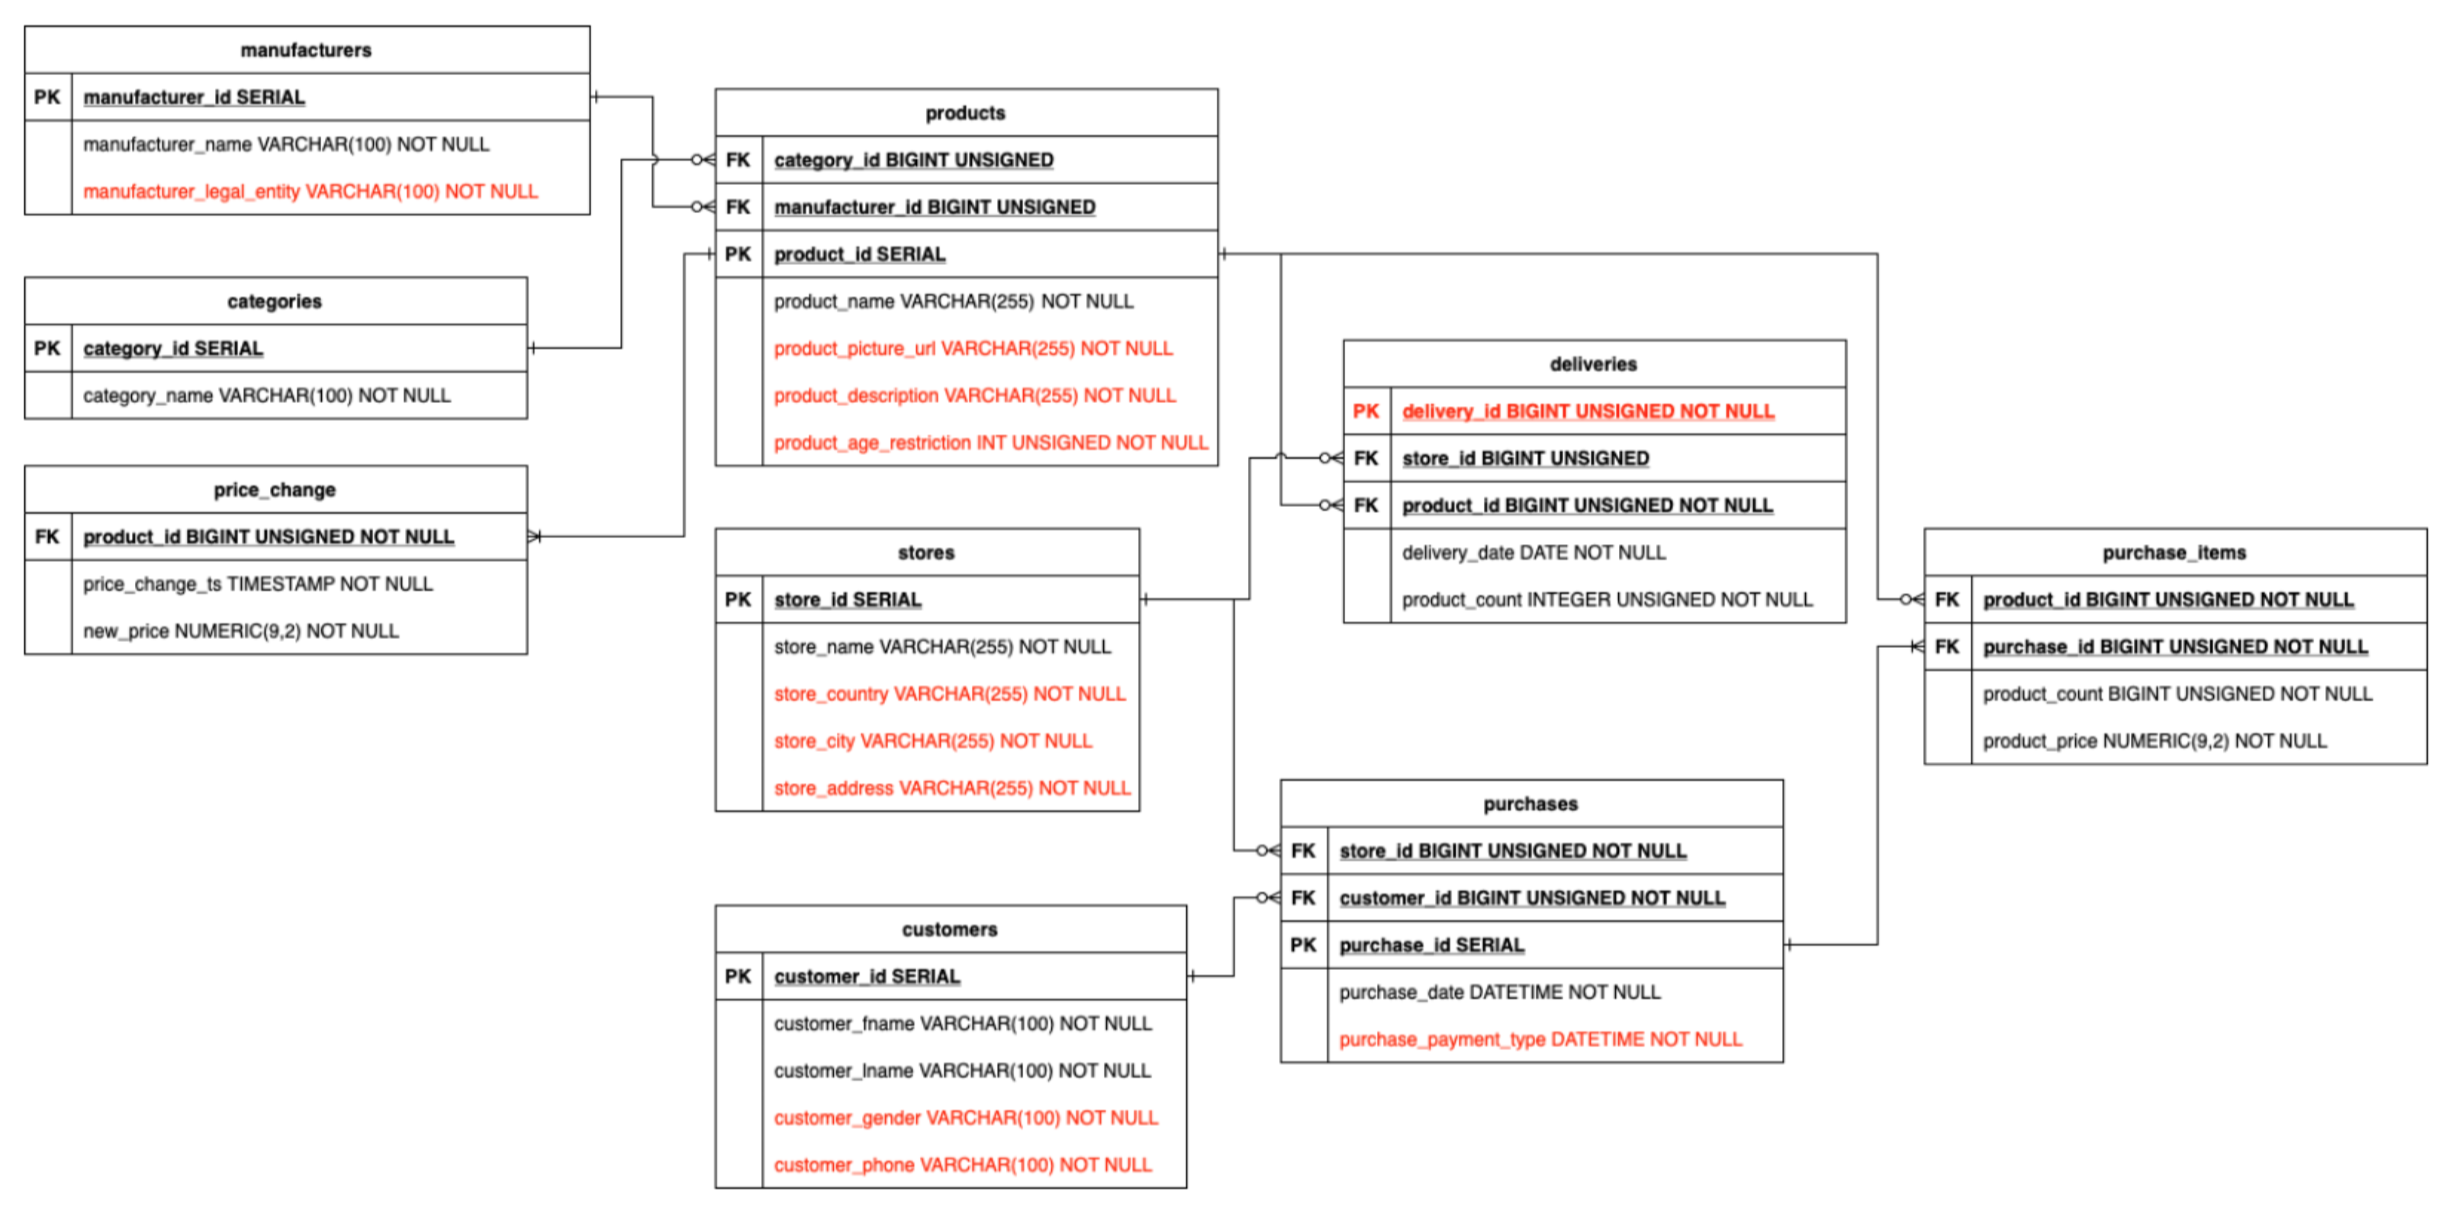 manufacturers
PK manufacturer_id SERIAL
manufacturer_name VARCHAR(100) NOT NULL
manufacturer_legal_entity VARCHAR(100) NOT NULL
categories
PK category_id SERIAL
category_name VARCHAR(100) NOT NULL
price_change
FK product_id BIGINT UNSIGNED NOT NULL
price_change_ts TIMESTAMP NOT NULL
new_price NUMERIC(9,2) NOT NULL
products
FK category_id BIGINT UNSIGNED
FK manufacturer_id BIGINT UNSIGNED
PK product_id SERIAL
product_name VARCHAR(255) NOT NULL
product_picture_url VARCHAR(255) NOT NULL
product_description VARCHAR(255) NOT NULL
product_age_restriction INT UNSIGNED NOT NULL
stores
PK store_id SERIAL
store_name VARCHAR(255) NOT NULL
store_country VARCHAR(255) NOT NULL
store_city VARCHAR(255) NOT NULL
store_address VARCHAR(255) NOT NULL
customers
PK customer_id SERIAL
customer_fname VARCHAR(100) NOT NULL
customer_lname VARCHAR(100) NOT NULL
customer_gender VARCHAR(100) NOT NULL
customer_phone VARCHAR(100) NOT NULL
deliveries
PK delivery_id BIGINT UNSIGNED NOT NULL
FK store_id BIGINT UNSIGNED
FK product_id BIGINT UNSIGNED NOT NULL
delivery_date DATE NOT NULL
product_count INTEGER UNSIGNED NOT NULL
purchases
FK store_id BIGINT UNSIGNED NOT NULL
FK customer_id BIGINT UNSIGNED NOT NULL
PK purchase_id SERIAL
purchase_date DATETIME NOT NULL
purchase_payment_type DATETIME NOT NULL
purchase_items
FK product_id BIGINT UNSIGNED NOT NULL
FK purchase_id BIGINT UNSIGNED NOT NULL
product_count BIGINT UNSIGNED NOT NULL
product_price NUMERIC(9,2) NOT NULL